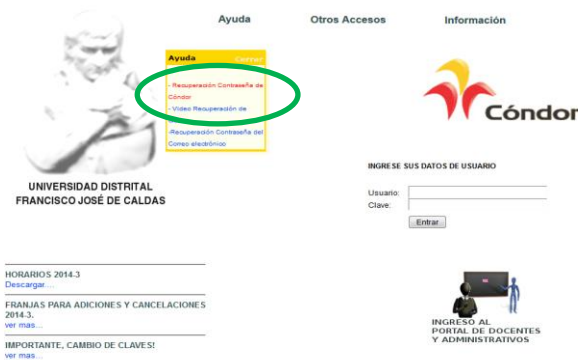 Ayuda
Otros Accesos
Información
Ayuda
Cerrar
- Recuperación Contraseña de
Cóndor
- Video Recuperación de
-Recuperación Contraseña del
Correo electrónico
Cóndor
UNIVERSIDAD DISTRITAL
FRANCISCO JOSÉ DE CALDAS
INGRESE SUS DATOS DE USUARIO
Usuario:
Clave:
Entrar
HORARIOS 2014-3
Descargar....
FRANJAS PARA ADICIONES Y CANCELACIONES
2014-3.
ver mas...
IMPORTANTE, CAMBIO DE CLAVES!
ver mas...
INGRESO AL
PORTAL DE DOCENTES
Y ADMINISTRATIVOS